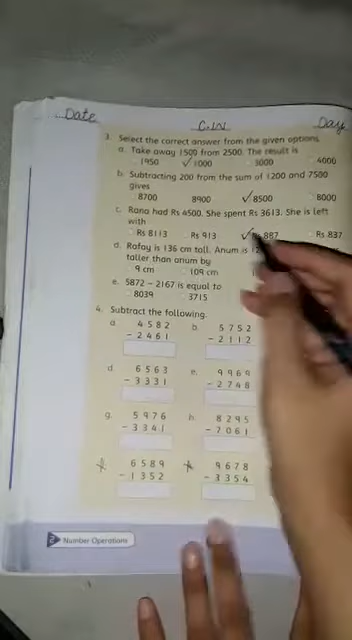 Date C.W Day
3. Select the correct answer from the given options.
a. Take away 1500 from 2500. The result is
1950 ✓1000 3000 4000
b. Subtracting 200 from the sum of 1200 and 7500
gives
8700 8900 ✓8500 8000
c. Rana had Rs 4500. She spent Rs 3613. She is left
with
Rs 8113 Rs 913 ✓Rs 887 Rs 837
d. Rafay is 136 cm tall. Anum is
taller than anum by
9 cm 109 cm
e. 5872 – 2167 is equal to
8039 3715
4. Subtract the following.
a. 4582 b. 5752
– 2461 – 2112
d. 6563 e. 9969
– 3331 – 2748
g. 5976 h. 8295
– 3341 – 7061
6589 9678
– 1352 – 3354
2 Number Operations